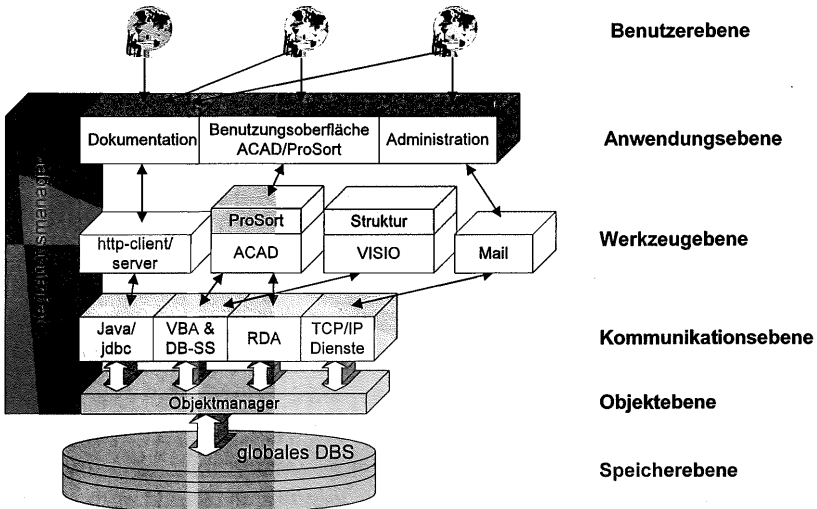 Benutzerebene
Dokumentation
Benutzungsoberfläche
ACAD/ProSort
Administration
Anwendungsebene
ProSort
Struktur
http-client/
server
ACAD
VISIO
Mail
Werkzeugebene
Java/
jdbc
VBA &
DB-SS
RDA
TCP/IP
Dienste
Kommunikationsebene
Objektmanager
Objektebene
globales DBS
Speicherebene